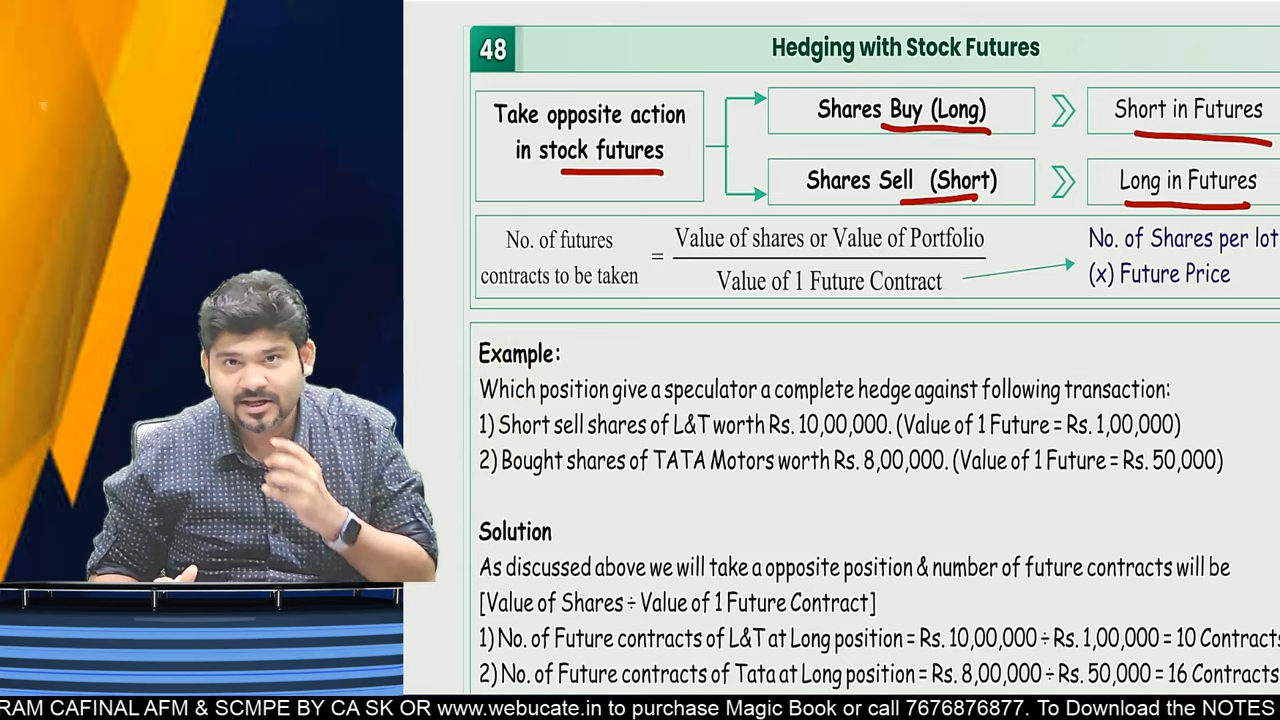 48
Hedging with Stock Futures
Take opposite action
in stock futures
Shares Buy (Long)
Short in Futures
Shares Sell (Short)
Long in Futures
No. of futures
contracts to be taken
=
Value of shares or Value of Portfolio
Value of 1 Future Contract
No. of Shares per lot
(x) Future Price
Example:
Which position give a speculator a complete hedge against following transaction:
1) Short sell shares of L&T worth Rs. 10,00,000. (Value of 1 Future = Rs. 1,00,000)
2) Bought shares of TATA Motors worth Rs. 8,00,000. (Value of 1 Future = Rs. 50,000)
Solution
As discussed above we will take a opposite position & number of future contracts will be
[Value of Shares ÷ Value of 1 Future Contract]
1) No. of Future contracts of L&T at Long position = Rs. 10,00,000 ÷ Rs. 1,00,000 = 10 Contracts
2) No. of Future contracts of Tata at Long position = Rs. 8,00,000 ÷ Rs. 50,000 = 16 Contracts
RAM CAFINAL AFM & SCMPE BY CA SK OR www.webucate.in to purchase Magic Book or call 7676876877. To Download the NOTES